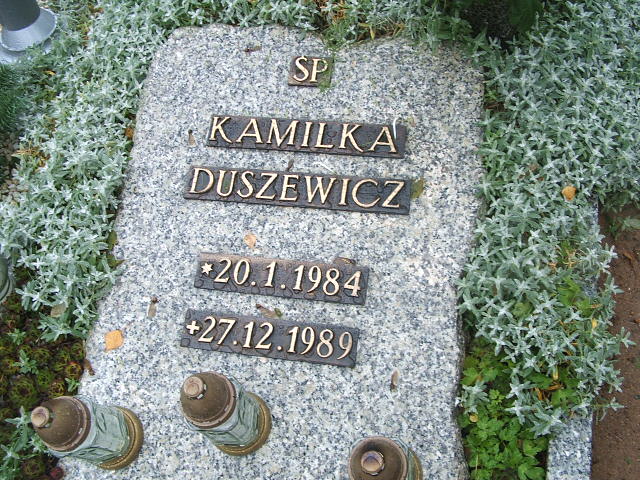 SP
KAMILKA
DUSZEWICZ
*20.1.1984
+27.12.1989